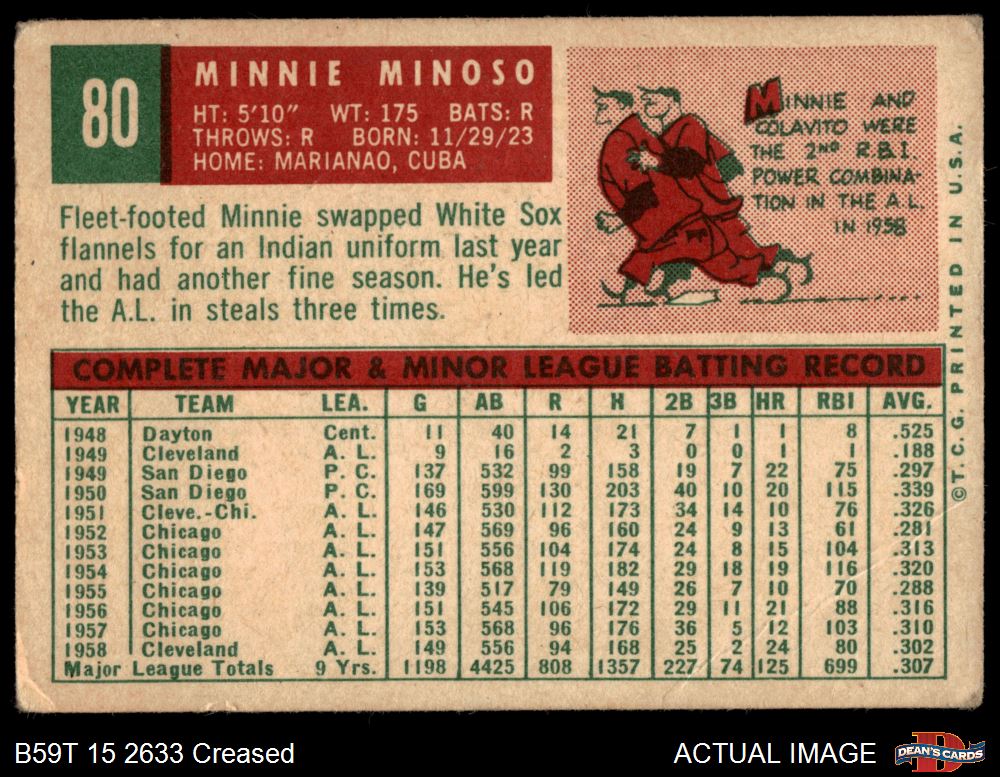 80
MINNIE MINOSO
HT: 5'10" WT: 175 BATS: R
THROWS: R BORN: 11/29/23
HOME: MARIANAO, CUBA
MINNIE AND
COLAVITO WERE
THE 2ND R.B.I.
POWER COMBINA-
TION IN THE A.L.
IN 1958
Fleet-footed Minnie swapped White Sox
flannels for an Indian uniform last year
and had another fine season. He's led
the A.L. in steals three times.
©T. C. G. PRINTED IN U.S.A.
COMPLETE MAJOR & MINOR LEAGUE BATTING RECORD
YEAR TEAM LEA. G AB R H 2B 3B HR RBI AVG.
1948 Dayton Cent. 11 40 14 21 7 1 1 8 .525
1949 Cleveland A. L. 9 16 2 3 0 0 1 1 .188
1949 San Diego P. C. 137 532 99 158 19 7 22 75 .297
1950 San Diego P. C. 169 599 130 203 40 10 20 115 .339
1951 Cleve.-Chi. A. L. 146 530 112 173 34 14 10 76 .326
1952 Chicago A. L. 147 569 96 160 24 9 13 61 .281
1953 Chicago A. L. 151 556 104 174 24 8 15 104 .313
1954 Chicago A. L. 153 568 119 182 29 18 19 116 .320
1955 Chicago A. L. 139 517 79 149 26 7 10 70 .288
1956 Chicago A. L. 151 545 106 172 29 11 21 88 .316
1957 Chicago A. L. 153 568 96 176 36 5 12 103 .310
1958 Cleveland A. L. 149 556 94 168 25 2 24 80 .302
Major League Totals 9 Yrs. 1198 4425 808 1357 227 74 125 699 .307
B59T 15 2633 Creased
ACTUAL IMAGE
DEAN'S CARDS